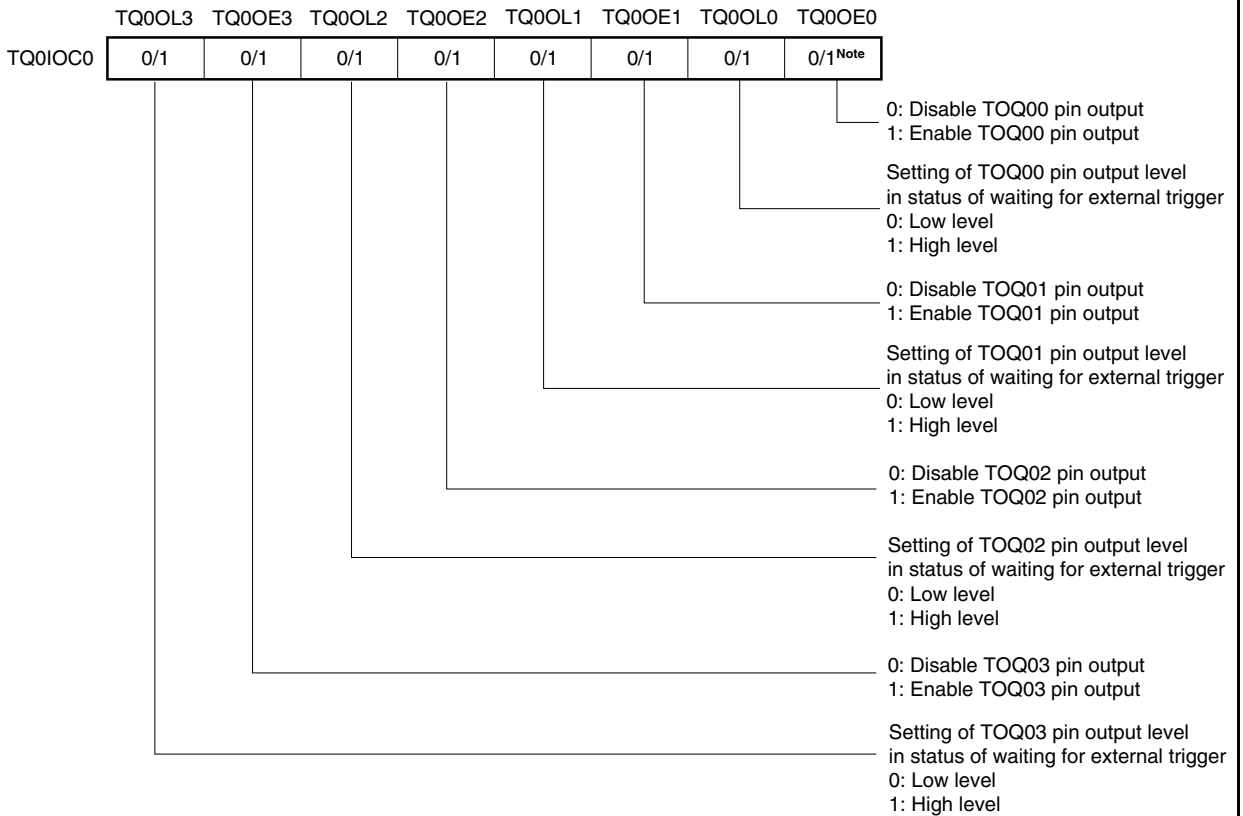 TQ0OL3 TQ0OE3 TQ0OL2 TQ0OE2 TQ0OL1 TQ0OE1 TQ0OL0 TQ0OE0
TQ0IOC0 0/1 0/1 0/1 0/1 0/1 0/1 0/1 0/1Note
0: Disable TOQ00 pin output
1: Enable TOQ00 pin output
Setting of TOQ00 pin output level
in status of waiting for external trigger
0: Low level
1: High level
0: Disable TOQ01 pin output
1: Enable TOQ01 pin output
Setting of TOQ01 pin output level
in status of waiting for external trigger
0: Low level
1: High level
0: Disable TOQ02 pin output
1: Enable TOQ02 pin output
Setting of TOQ02 pin output level
in status of waiting for external trigger
0: Low level
1: High level
0: Disable TOQ03 pin output
1: Enable TOQ03 pin output
Setting of TOQ03 pin output level
in status of waiting for external trigger
0: Low level
1: High level